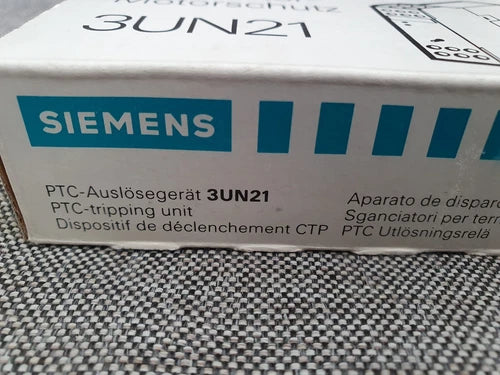 Motorschutz
3UN21
SIEMENS
PTC-Auslösegerät 3UN21
PTC-tripping unit
Dispositif de déclenchement CTP
Aparato de dispar
Sganciatori per term
PTC Utlösningsrelä